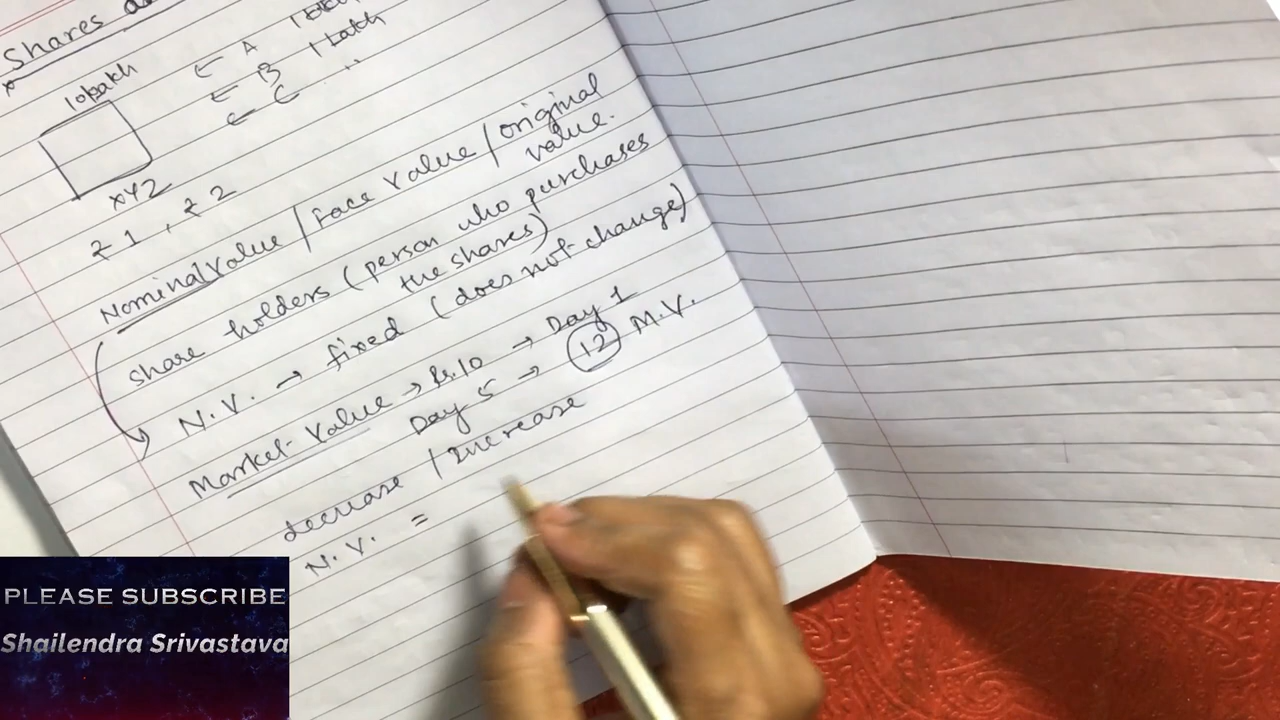 Shares
10 Lakh
← A 1 Lakh
← B 1 Lakh
← C ..
XYZ
₹ 1 , ₹ 2
Nominal Value / Face Value / original value.
share holders (person who purchases the shares)
N.V. → fixed (does not change)
Market Value → Rs.10 → Day 1
Day 5 → 12 M.V.
decrease / Increase
N.V. =
PLEASE SUBSCRIBE
Shailendra Srivastava